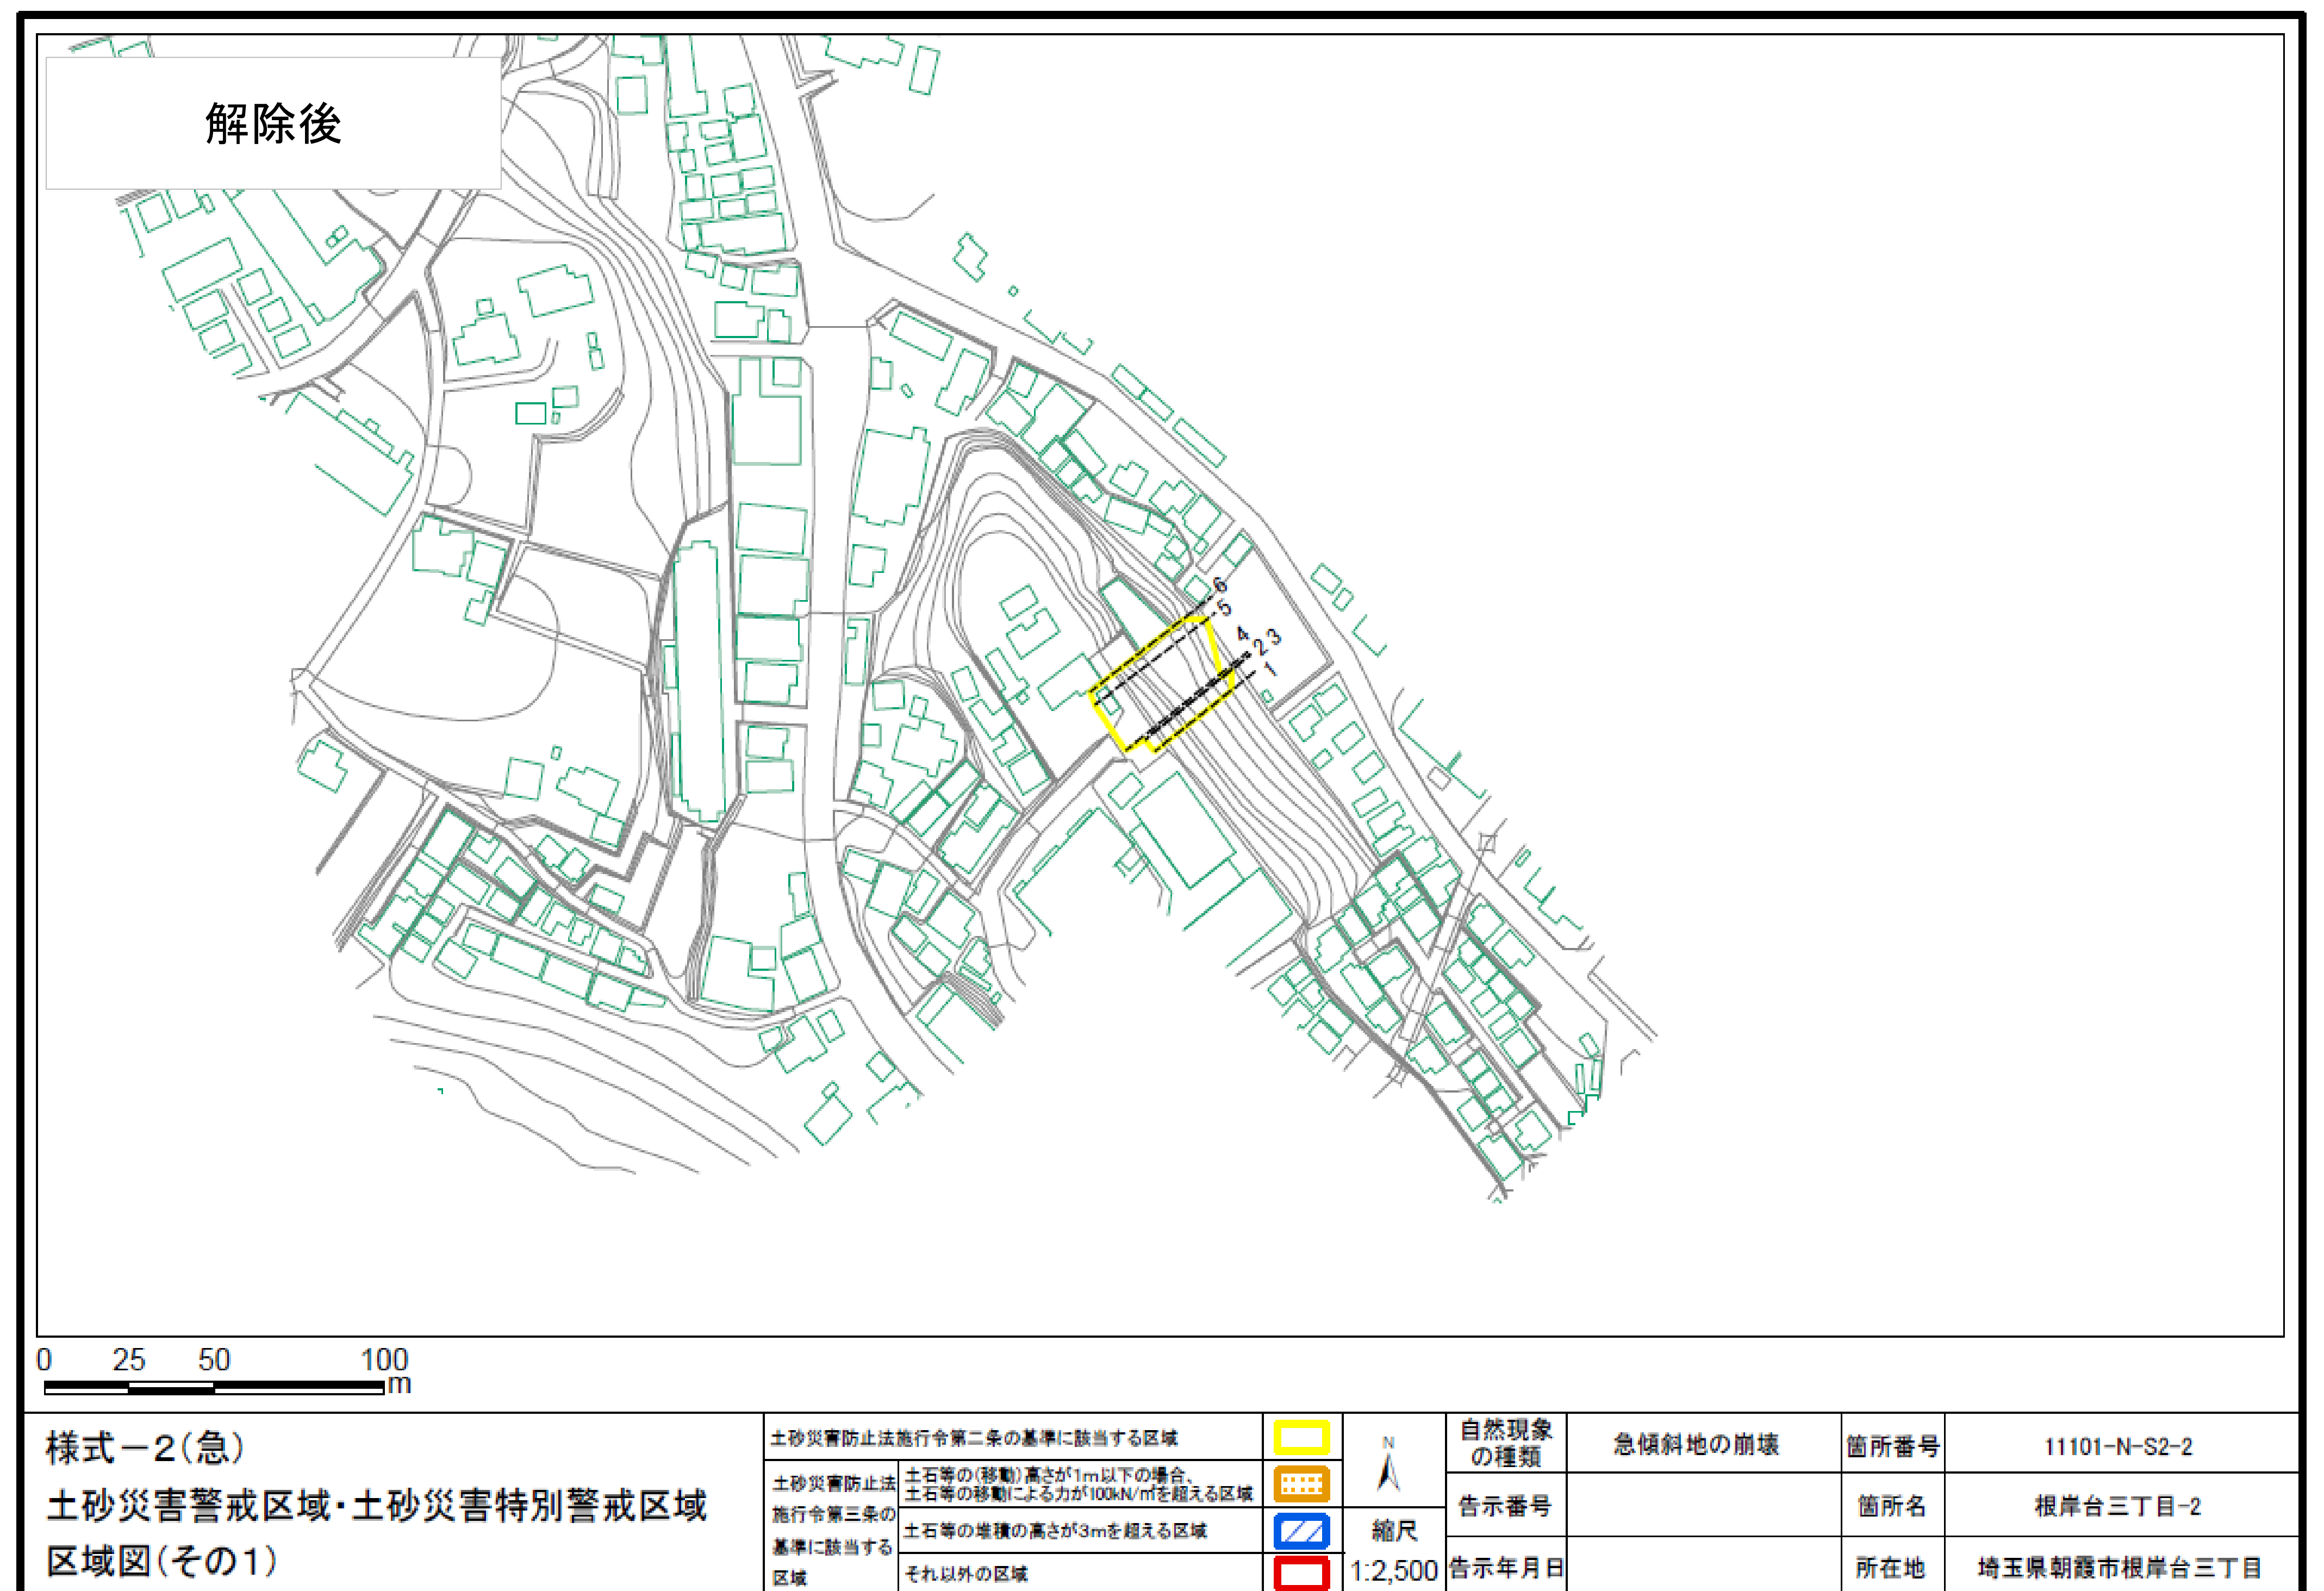 解除後
6
5
4
2 3
1
0 25 50 100
m
様式－2(急)
土砂災害警戒区域・土砂災害特別警戒区域
区域図(その1)
土砂災害防止法施行令第二条の基準に該当する区域
土砂災害防止法
施行令第三条の
基準に該当する
区域
土石等の(移動)高さが1m以下の場合、
土石等の移動による力が100kN/㎡を超える区域
土石等の堆積の高さが3mを超える区域
それ以外の区域
N
縮尺
1:2,500
自然現象
の種類
急傾斜地の崩壊
箇所番号
11101-N-S2-2
告示番号
箇所名
根岸台三丁目-2
告示年月日
所在地
埼玉県朝霞市根岸台三丁目